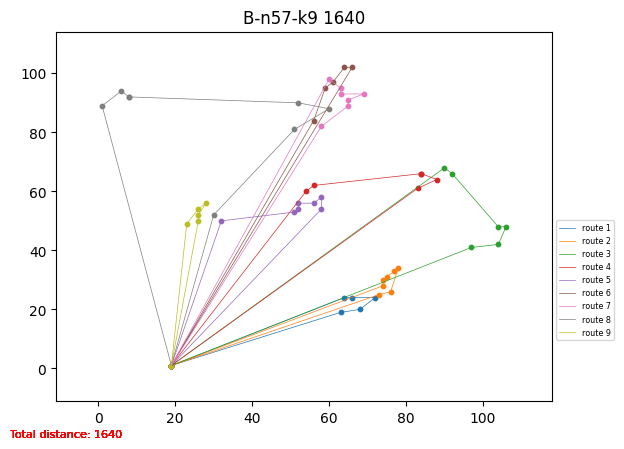 B-n57-k9 1640
100
80
60
40
20
0
0 20 40 60 80 100
route 1
route 2
route 3
route 4
route 5
route 6
route 7
route 8
route 9
Total distance: 1640